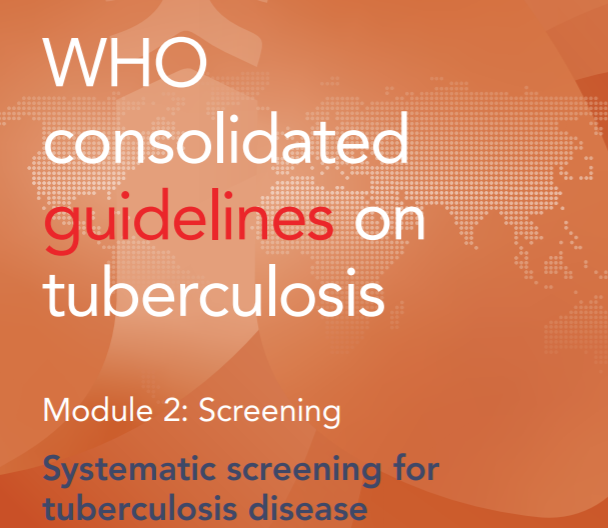 WHO
consolidated
guidelines on
tuberculosis
Module 2: Screening
Systematic screening for
tuberculosis disease